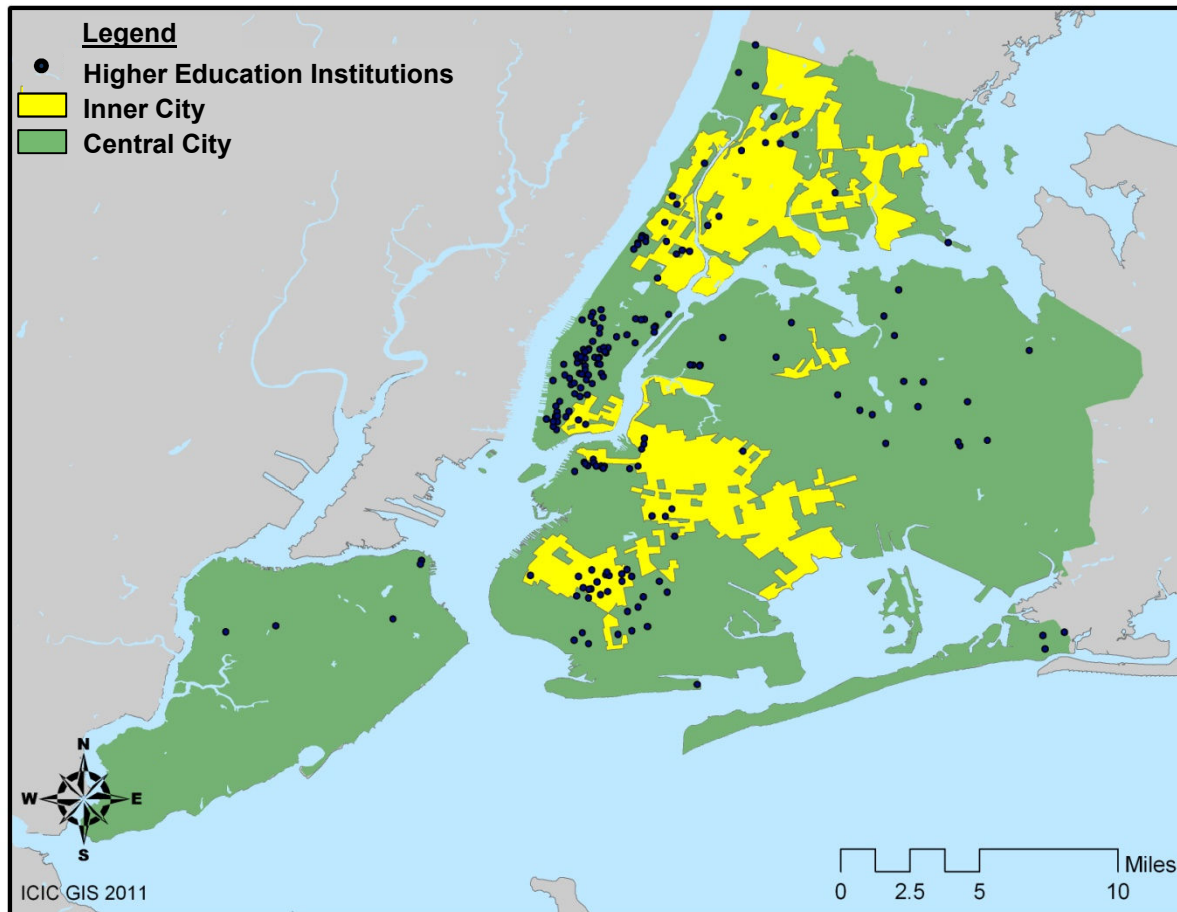 Legend
Higher Education Institutions
Inner City
Central City
N
W E
S
ICIC GIS 2011
Miles
0 2.5 5 10